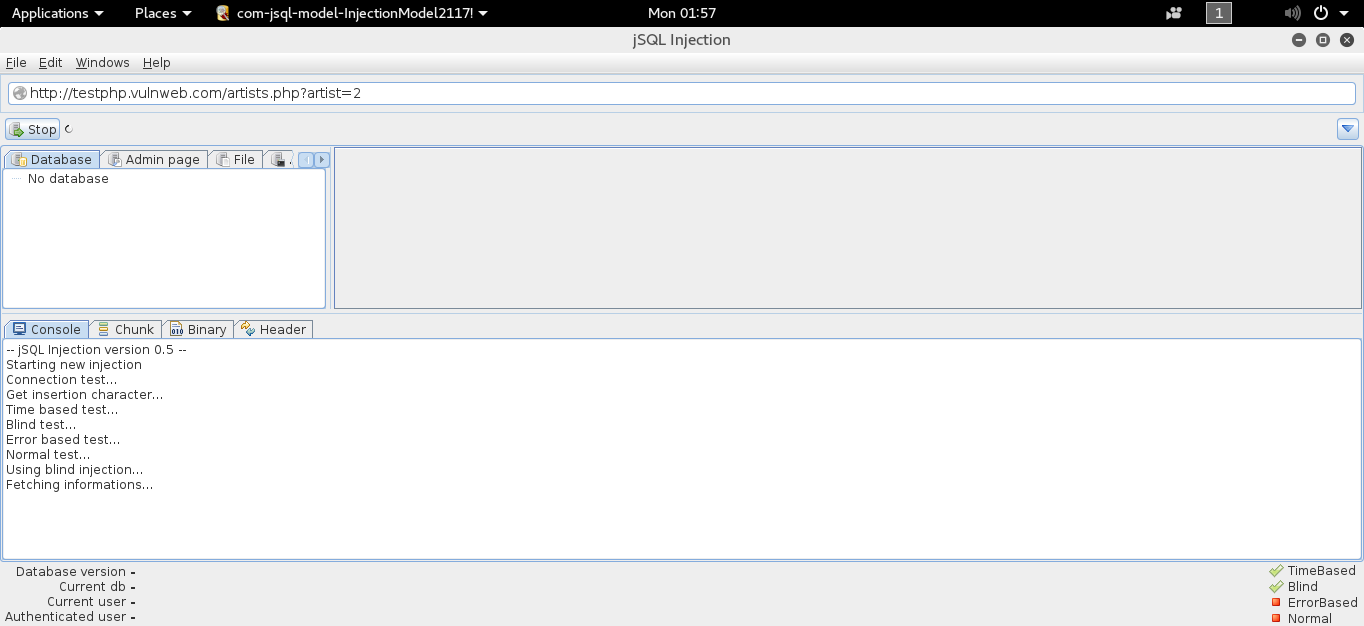 Applications Places com-jsql-model-InjectionModel2117! Mon 01:57 1
jSQL Injection
File Edit Windows Help
http://testphp.vulnweb.com/artists.php?artist=2
Stop
Database Admin page File
No database
Console Chunk Binary Header
-- jSQL Injection version 0.5 --
Starting new injection
Connection test...
Get insertion character...
Time based test...
Blind test...
Error based test...
Normal test...
Using blind injection...
Fetching informations...
Database version - TimeBased
Current db - Blind
Current user - ErrorBased
Authenticated user - Normal